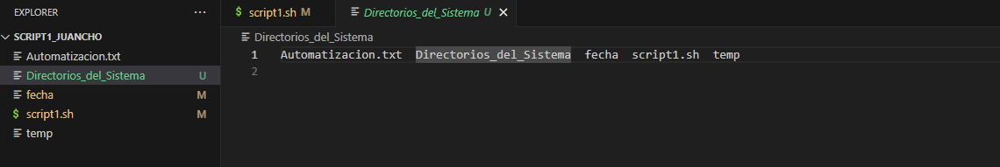 EXPLORER ...
SCRIPT1_JUANCHO
Automatizacion.txt
Directorios_del_Sistema U
fecha M
$ script1.sh M
temp
$ script1.sh M Directorios_del_Sistema U
Directorios_del_Sistema
1 Automatizacion.txt Directorios_del_Sistema fecha script1.sh temp
2